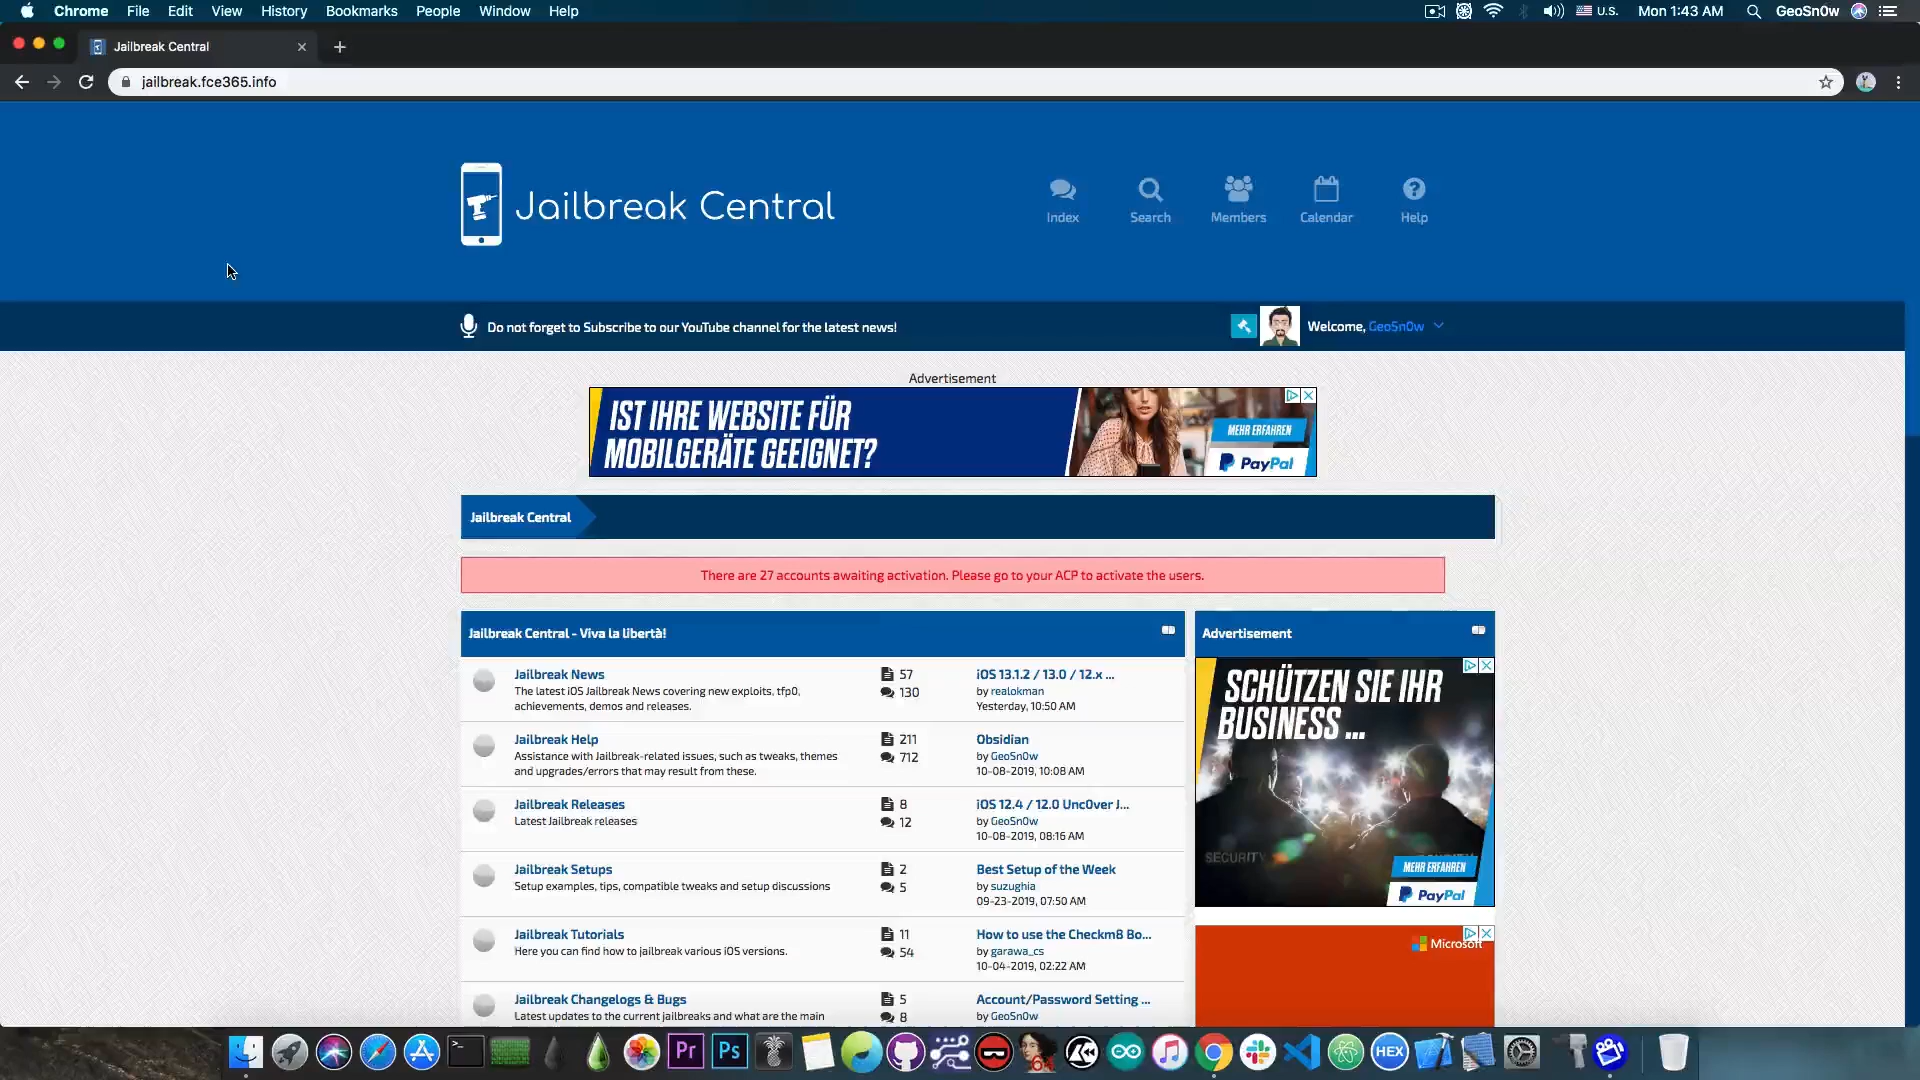 Chrome File Edit View History Bookmarks People Window Help U.S. Mon 1:43 AM GeoSn0w
Jailbreak Central
jailbreak.fce365.info
Jailbreak Central
Index Search Members Calendar Help
Do not forget to Subscribe to our YouTube channel for the latest news!
Welcome, GeoSn0w
Advertisement
IST IHRE WEBSITE FÜR
MOBILGERÄTE GEEIGNET?
MEHR ERFAHREN
PayPal
Jailbreak Central
There are 27 accounts awaiting activation. Please go to your ACP to activate the users.
Jailbreak Central - Viva la libertà!
Jailbreak News
The latest iOS Jailbreak News covering new exploits, tfp0,
achievements, demos and releases.
57
130
iOS 13.1.2 / 13.0 / 12.x ...
by realokman
Yesterday, 10:50 AM
Jailbreak Help
Assistance with Jailbreak-related issues, such as tweaks, themes
and upgrades/errors that may result from these.
211
712
Obsidian
by GeoSn0w
10-08-2019, 10:08 AM
Jailbreak Releases
Latest Jailbreak releases
8
12
iOS 12.4 / 12.0 Unc0ver J...
by GeoSn0w
10-08-2019, 08:16 AM
Jailbreak Setups
Setup examples, tips, compatible tweaks and setup discussions
2
5
Best Setup of the Week
by suzughia
09-23-2019, 07:50 AM
Jailbreak Tutorials
Here you can find how to jailbreak various iOS versions.
11
54
How to use the Checkm8 Bo...
by garawa_cs
10-04-2019, 02:22 AM
Jailbreak Changelogs & Bugs
Latest updates to the current jailbreaks and what are the main
5
8
Account/Password Setting ...
by GeoSn0w
Advertisement
SCHÜTZEN SIE IHR
BUSINESS ...
SECURITY
MEHR ERFAHREN
PayPal
Microsoft
Pr
Ps
64
HEX